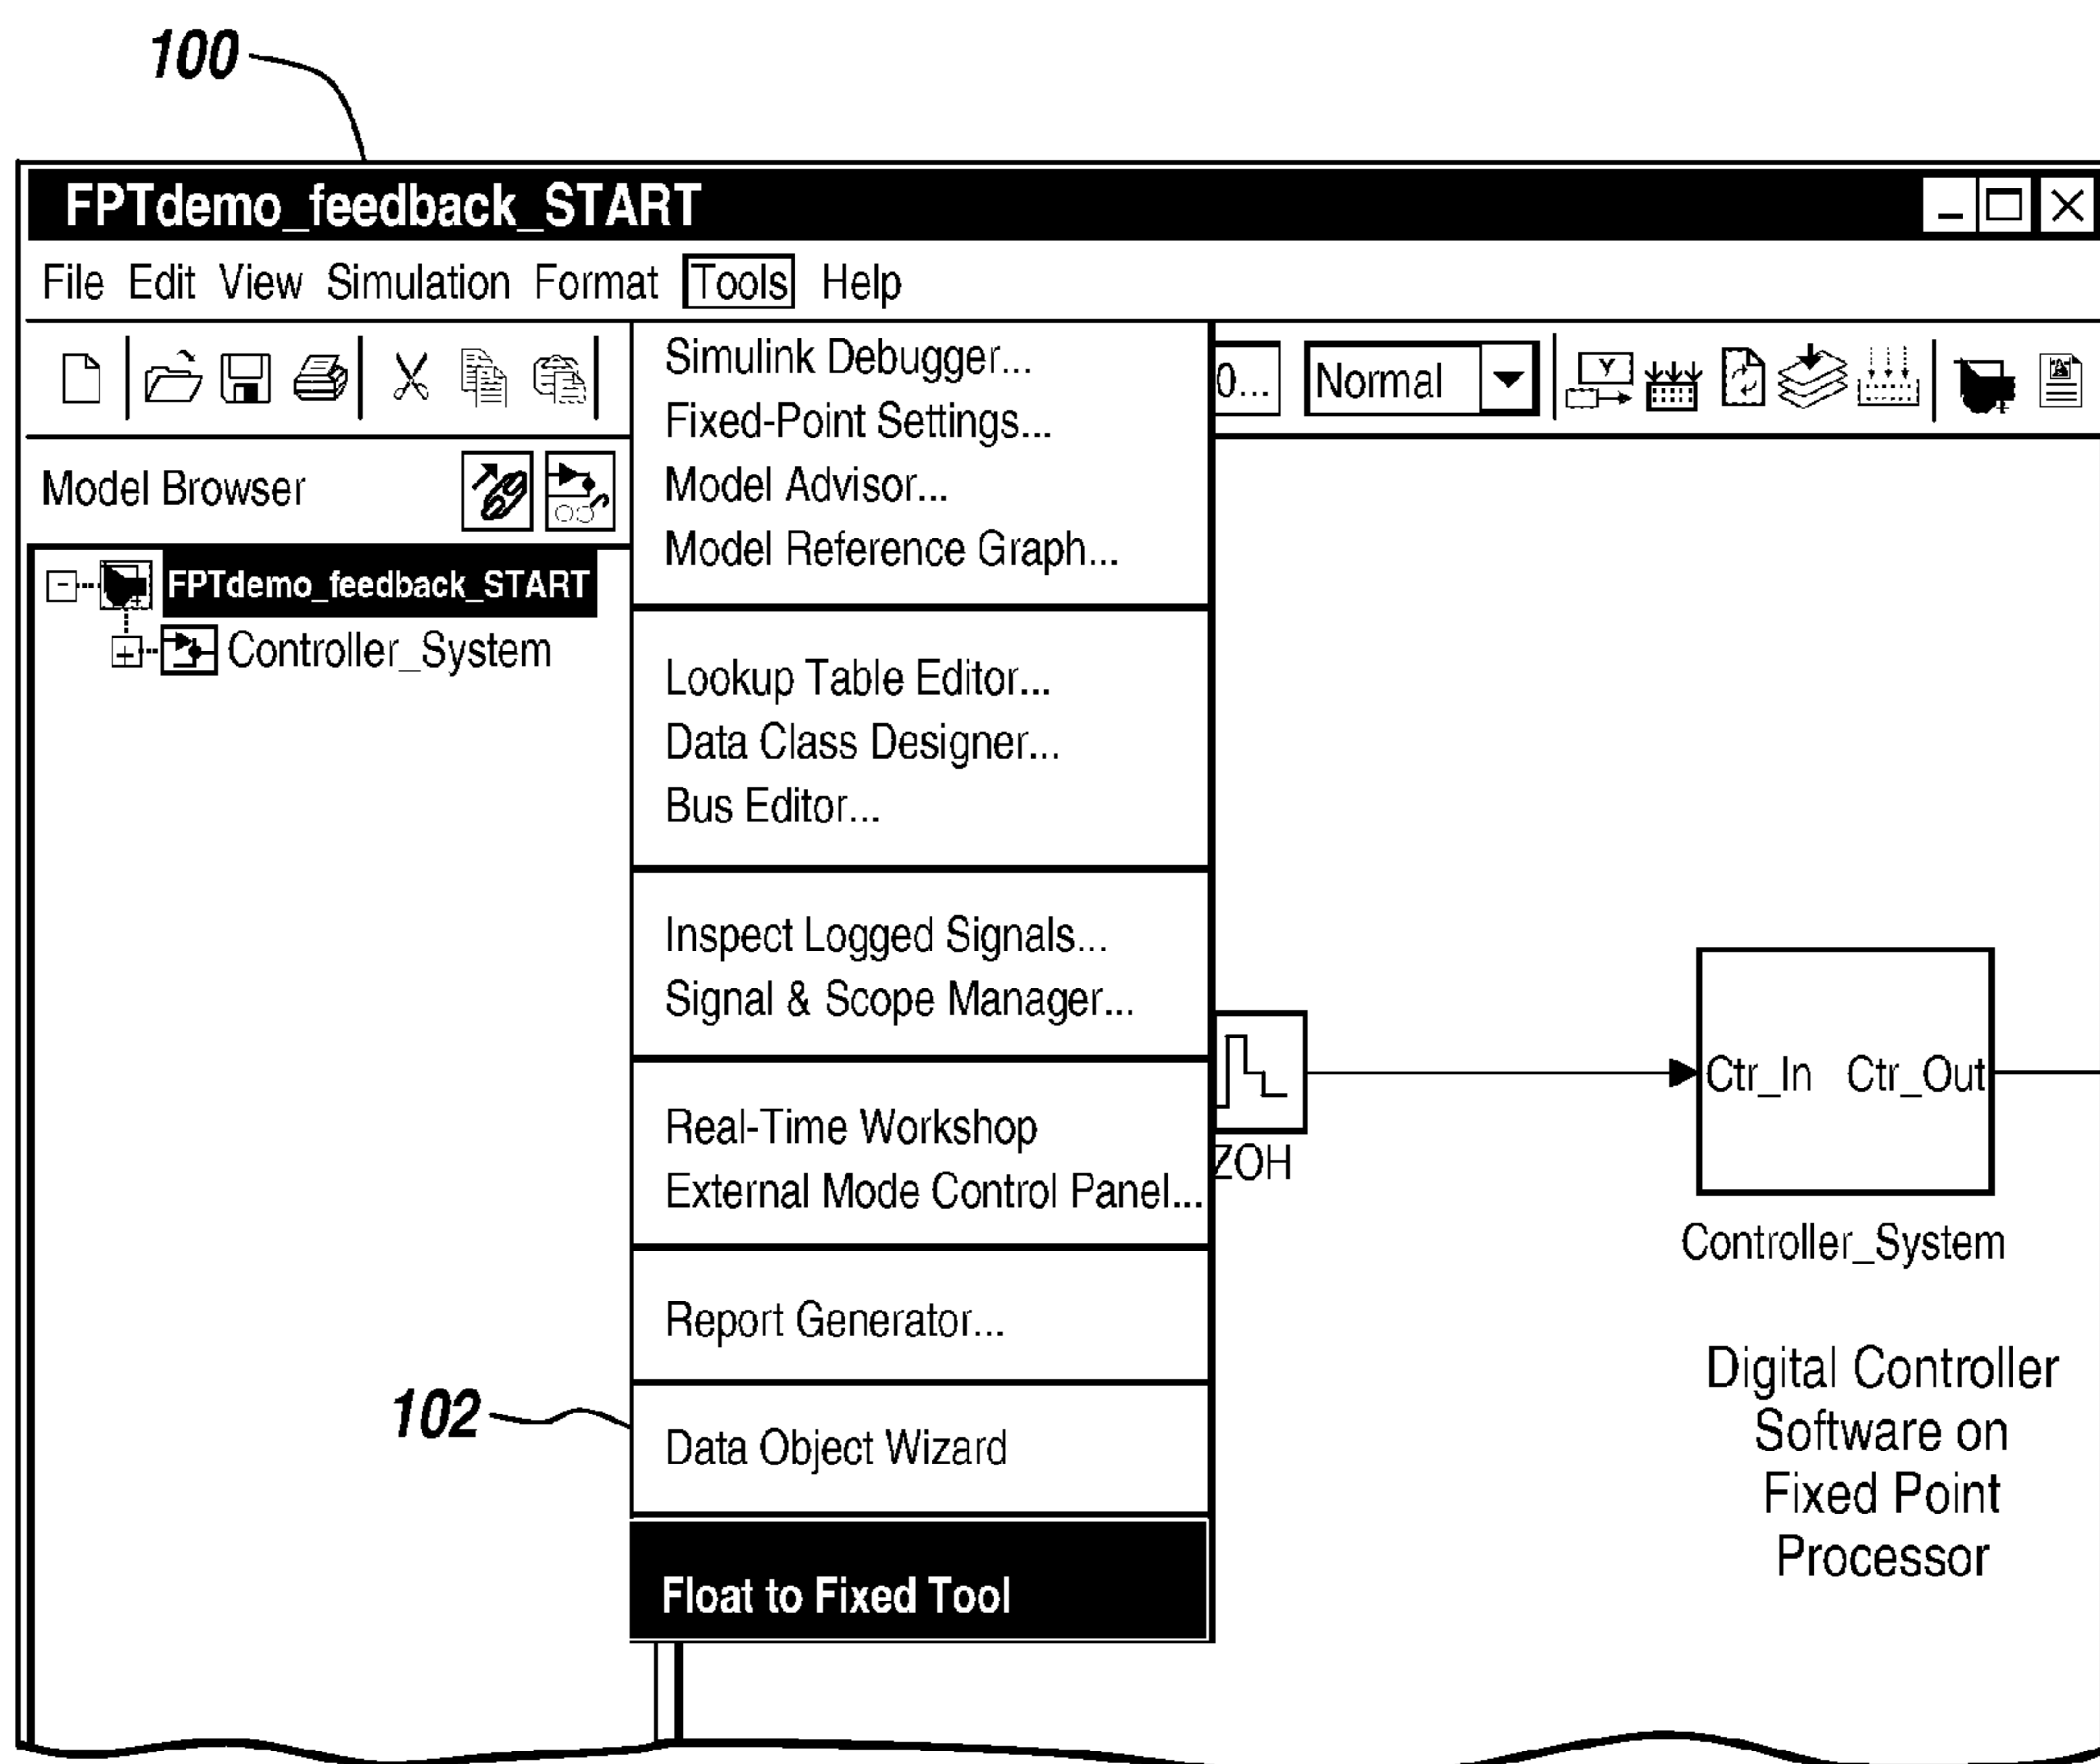 100
FPTdemo_feedback_START
File Edit View Simulation Format Tools Help
0... Normal
Y
Model Browser
FPTdemo_feedback_START
Controller_System
Simulink Debugger...
Fixed-Point Settings...
Model Advisor...
Model Reference Graph...
Lookup Table Editor...
Data Class Designer...
Bus Editor...
Inspect Logged Signals...
Signal & Scope Manager...
Real-Time Workshop
External Mode Control Panel...
Report Generator...
102
Data Object Wizard
Float to Fixed Tool
ZOH
Ctr_In Ctr_Out
Controller_System
Digital Controller
Software on
Fixed Point
Processor